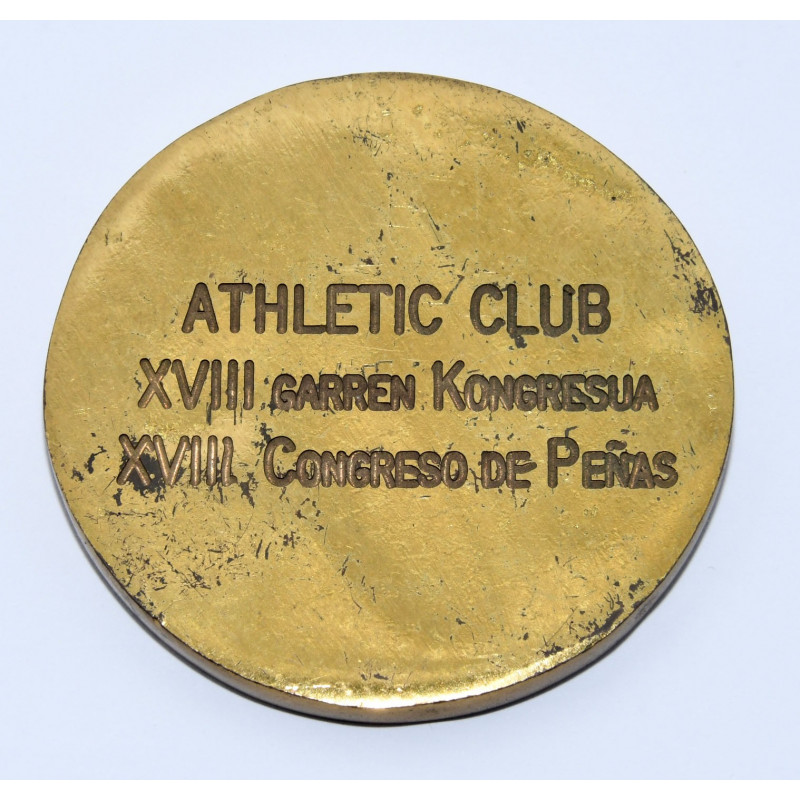 ATHLETIC CLUB
XVIII GARREN KONGRESUA
XVIII CONGRESO DE PEÑAS